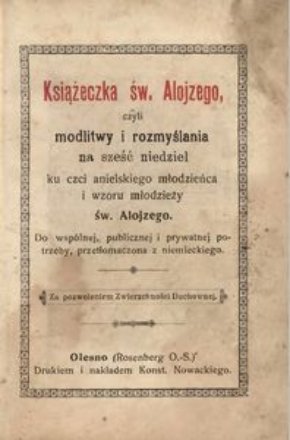 Książeczka św. Alojzego,
czyli
modlitwy i rozmyślania
na sześć niedziel
ku czci anielskiego młodzieńca
i wzoru młodzieży
św. Alojzego.
Do wspólnej, publicznej i prywatnej po-
trzeby, przetłomaczona z niemieckiego.
Za pozwoleniem Zwierzchności Duchownej.
Olesno (Rosenberg O.-S.)
Drukiem i nakładem Konst. Nowackiego.